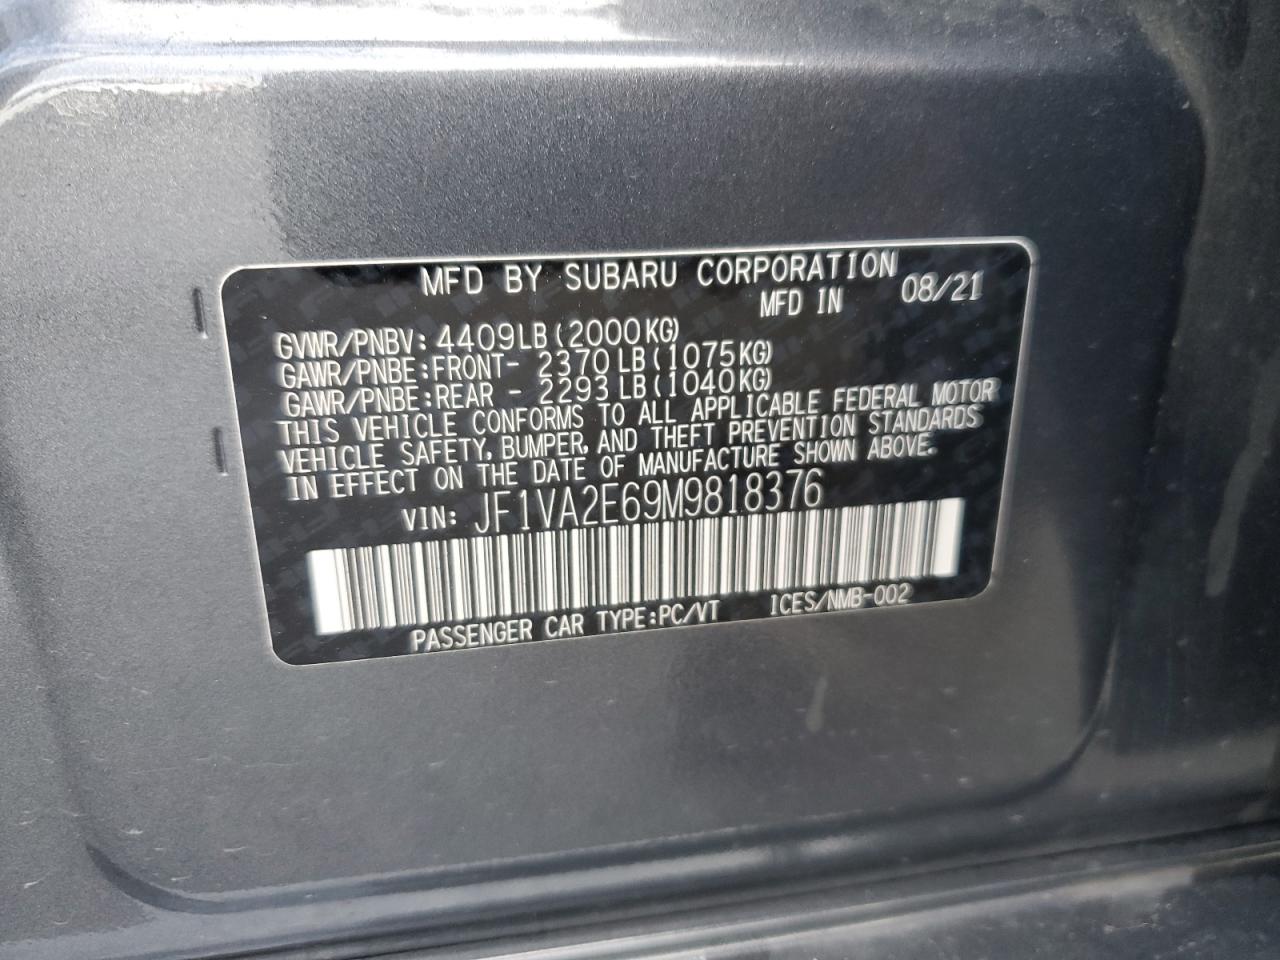 MFD BY SUBARU CORPORATION
MFD IN 08/21
GVWR/PNBV: 4409LB(2000KG)
GAWR/PNBE:FRONT- 2370LB(1075KG)
GAWR/PNBE:REAR - 2293LB(1040KG)
THIS VEHICLE CONFORMS TO ALL APPLICABLE FEDERAL MOTOR
VEHICLE SAFETY, BUMPER, AND THEFT PREVENTION STANDARDS
IN EFFECT ON THE DATE OF MANUFACTURE SHOWN ABOVE.
VIN: JF1VA2E69M9818376
PASSENGER CAR TYPE:PC/VT ICES/NMB-002